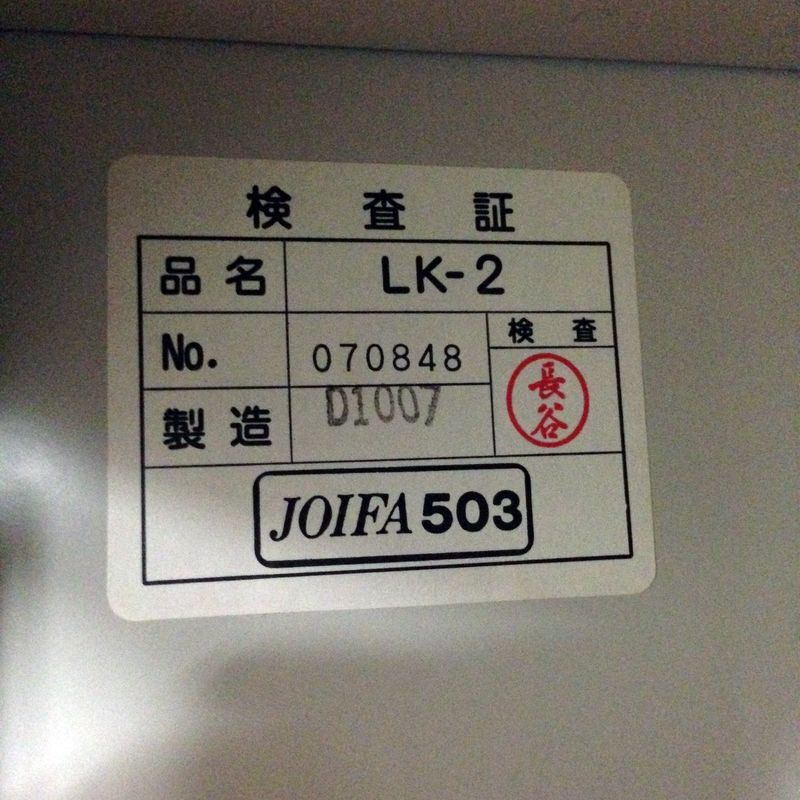 検査証
品名 LK-2
No. 070848 検査
製造 D1007 長谷
JOIFA 503